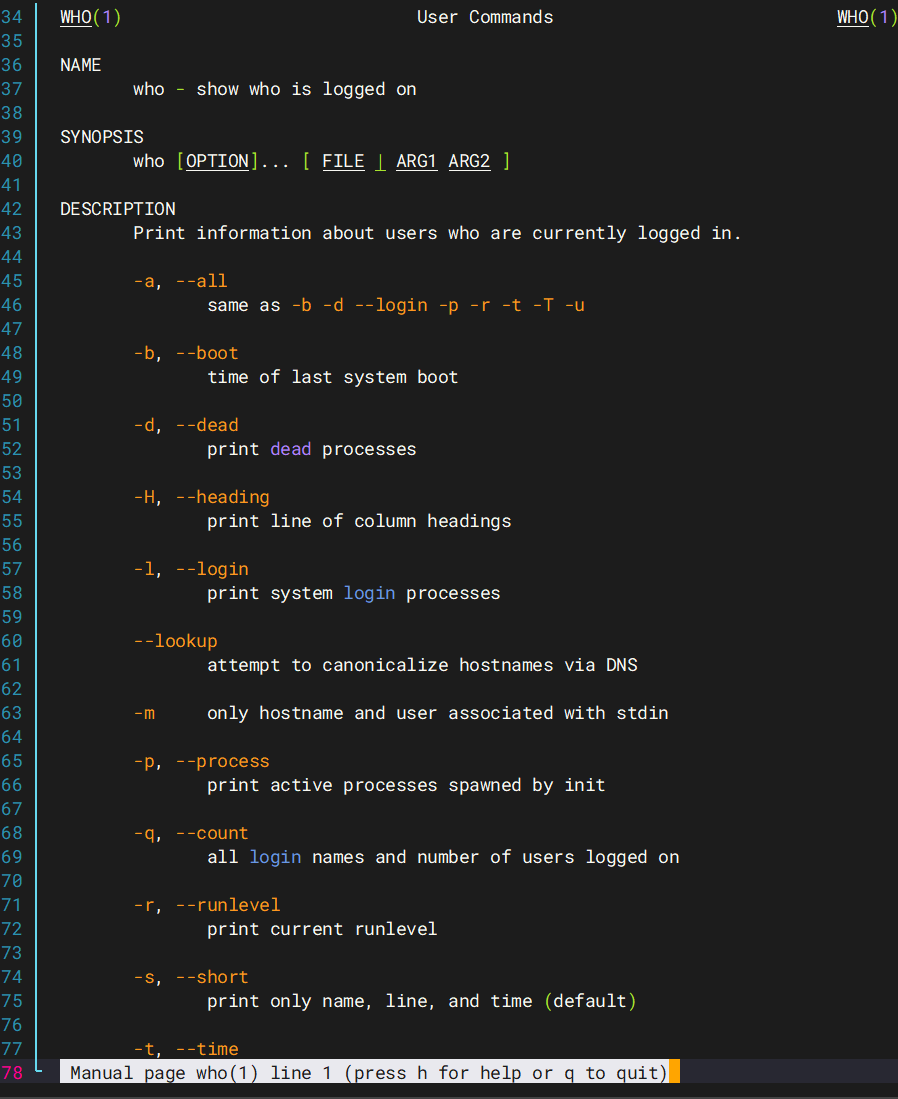 34 WHO(1) User Commands WHO(1)
35
36 NAME
37 who - show who is logged on
38
39 SYNOPSIS
40 who [OPTION]... [ FILE | ARG1 ARG2 ]
41
42 DESCRIPTION
43 Print information about users who are currently logged in.
44
45 -a, --all
46 same as -b -d --login -p -r -t -T -u
47
48 -b, --boot
49 time of last system boot
50
51 -d, --dead
52 print dead processes
53
54 -H, --heading
55 print line of column headings
56
57 -l, --login
58 print system login processes
59
60 --lookup
61 attempt to canonicalize hostnames via DNS
62
63 -m only hostname and user associated with stdin
64
65 -p, --process
66 print active processes spawned by init
67
68 -q, --count
69 all login names and number of users logged on
70
71 -r, --runlevel
72 print current runlevel
73
74 -s, --short
75 print only name, line, and time (default)
76
77 -t, --time
78 Manual page who(1) line 1 (press h for help or q to quit)